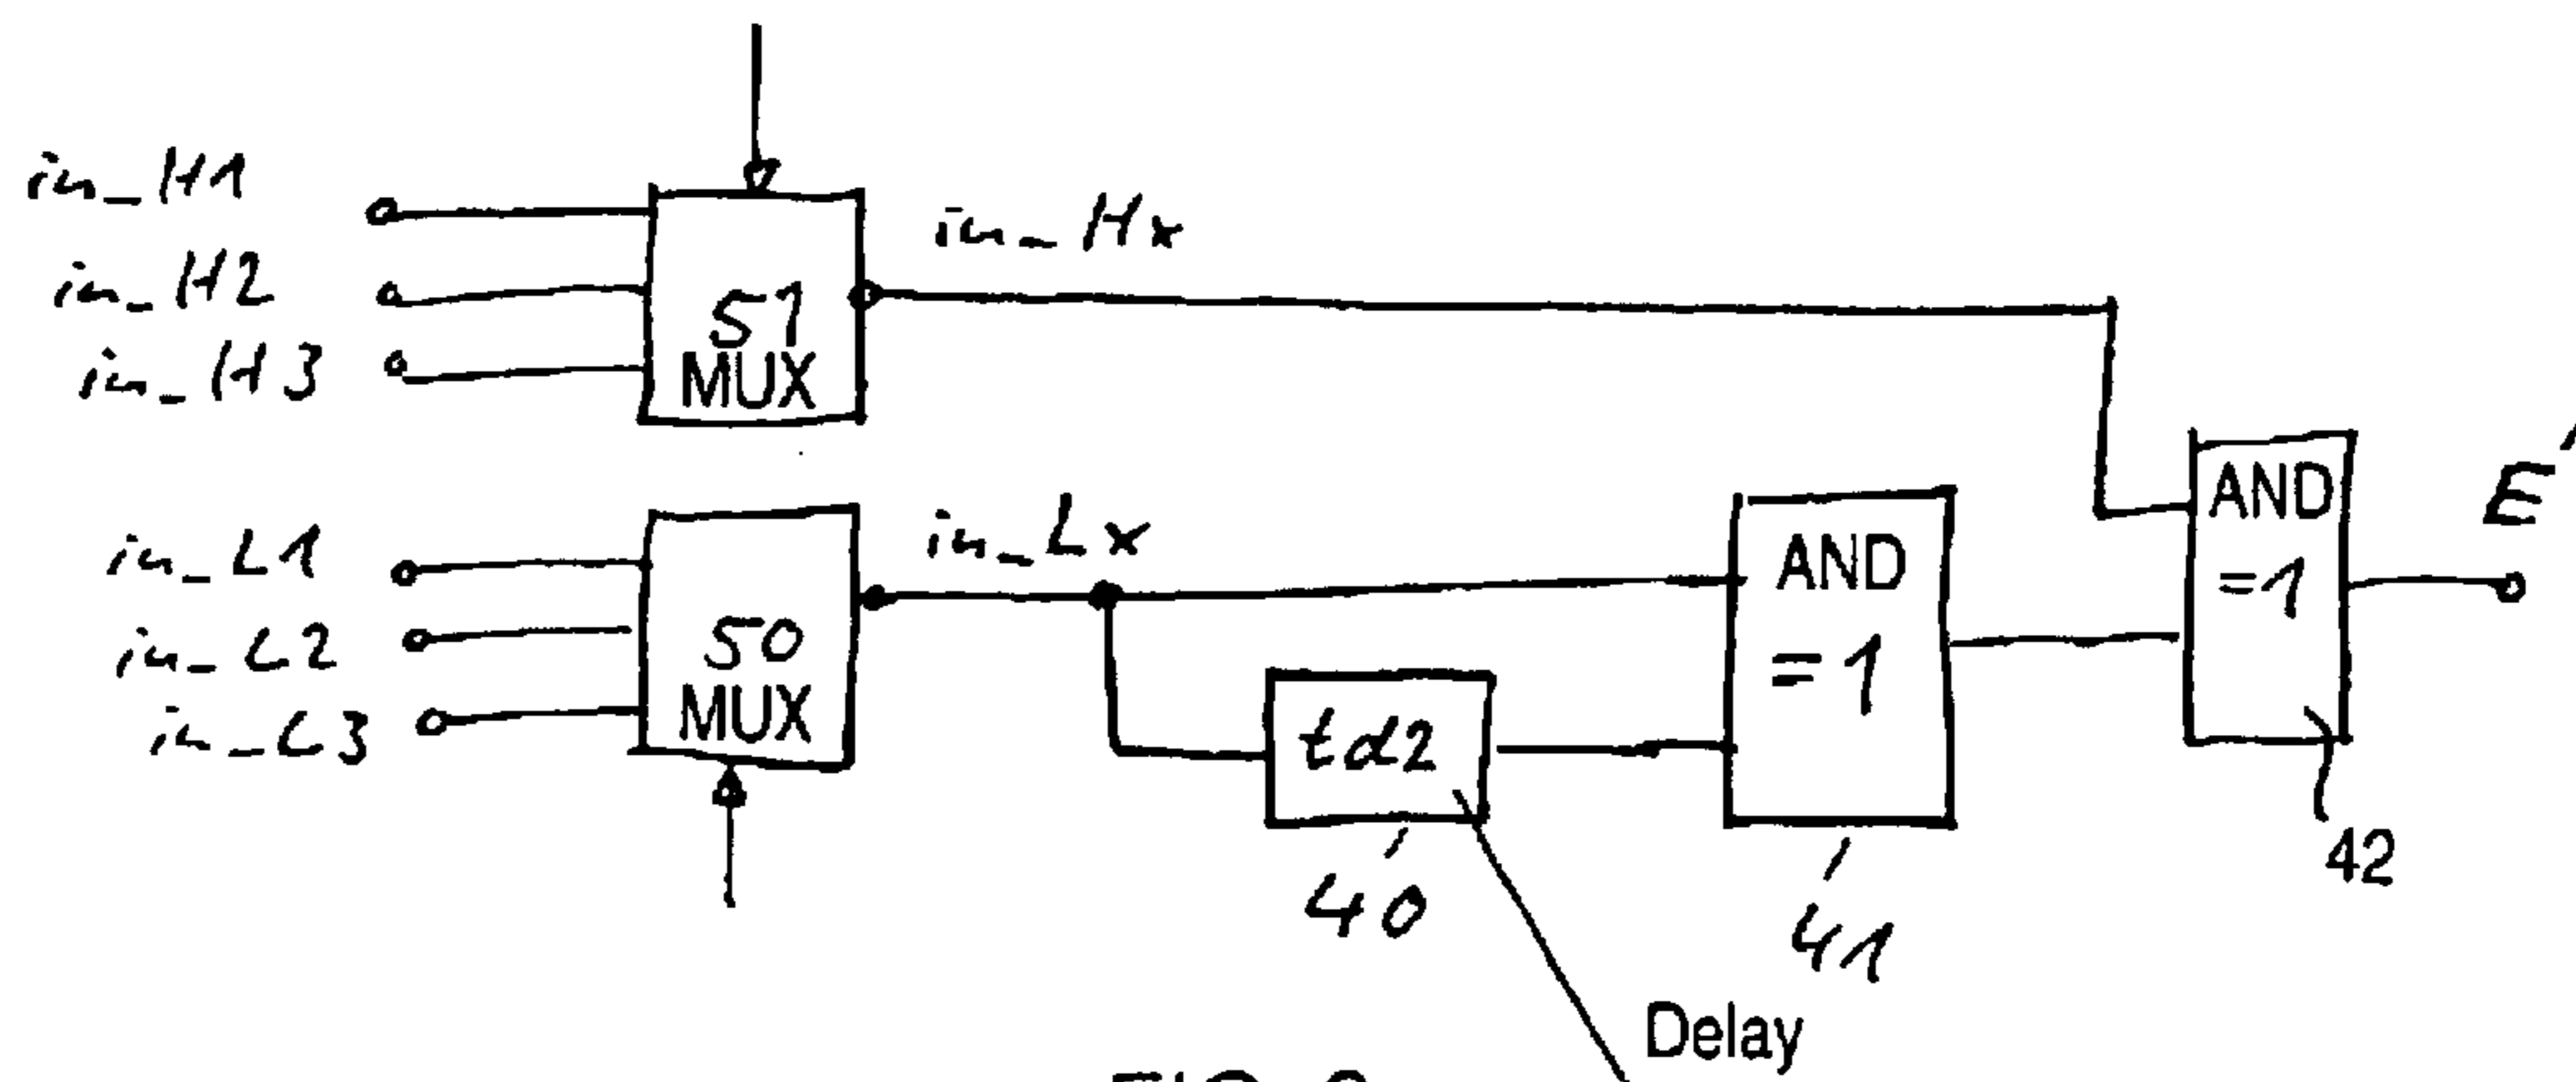 in_H1
in_H2
in_H3
51
MUX
in_Hx
in_L1
in_L2
in_L3
50
MUX
in_Lx
td2
40
AND
=1
41
AND
=1
42
E'
Delay